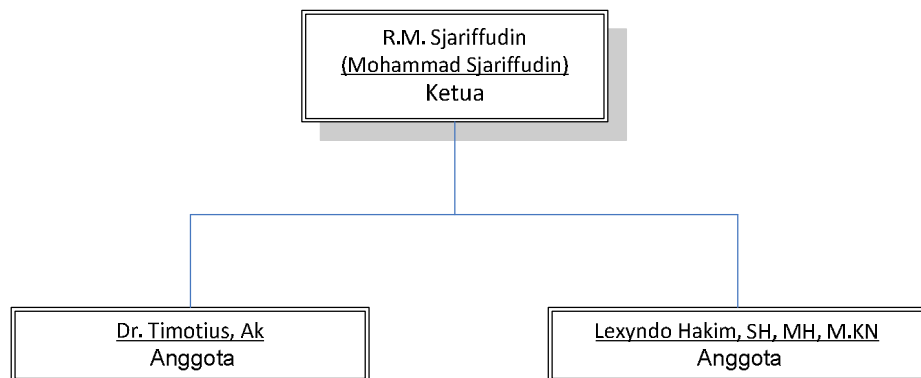 R.M. Sjariffudin
(Mohammad Sjariffudin)
Ketua
Dr. Timotius, Ak
Anggota
Lexyndo Hakim, SH, MH, M.KN
Anggota